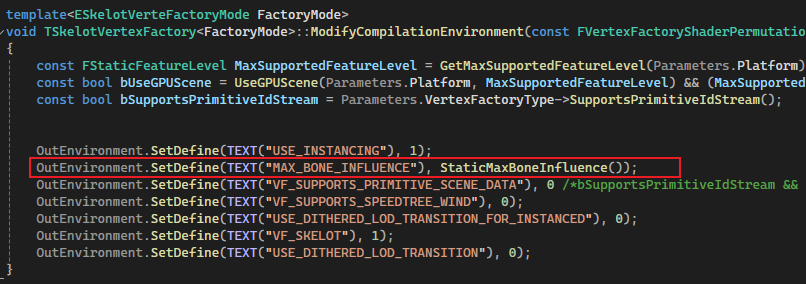 template<ESkelotVerteFactoryMode FactoryMode>
void TSkelotVertexFactory<FactoryMode>::ModifyCompilationEnvironment(const FVertexFactoryShaderPermutatio
{
const FStaticFeatureLevel MaxSupportedFeatureLevel = GetMaxSupportedFeatureLevel(Parameters.Platform)
const bool bUseGPUScene = UseGPUScene(Parameters.Platform, MaxSupportedFeatureLevel) && (MaxSupported
const bool bSupportsPrimitiveIdStream = Parameters.VertexFactoryType->SupportsPrimitiveIdStream();
OutEnvironment.SetDefine(TEXT("USE_INSTANCING"), 1);
OutEnvironment.SetDefine(TEXT("MAX_BONE_INFLUENCE"), StaticMaxBoneInfluence());
OutEnvironment.SetDefine(TEXT("VF_SUPPORTS_PRIMITIVE_SCENE_DATA"), 0 /*bSupportsPrimitiveIdStream &&
OutEnvironment.SetDefine(TEXT("VF_SUPPORTS_SPEEDTREE_WIND"), 0);
OutEnvironment.SetDefine(TEXT("USE_DITHERED_LOD_TRANSITION_FOR_INSTANCED"), 0);
OutEnvironment.SetDefine(TEXT("VF_SKELOT"), 1);
OutEnvironment.SetDefine(TEXT("USE_DITHERED_LOD_TRANSITION"), 0);
}